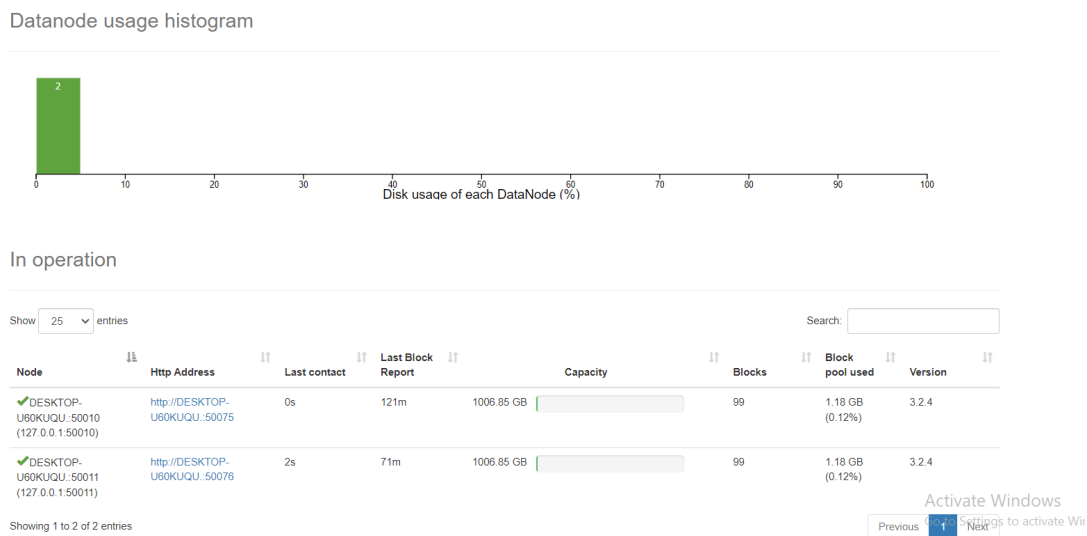 Datanode usage histogram
2
0 10 20 30 40 50 60 70 80 90 100
Disk usage of each DataNode (%)
In operation
Show 25 entries Search:
Node Http Address Last contact Last Block Report Capacity Blocks Block pool used Version
DESKTOP- http://DESKTOP- 0s 121m 1006.85 GB 99 1.18 GB 3.2.4
U60KUQU.:50010 U60KUQU.:50075 (0.12%)
(127.0.0.1:50010)
DESKTOP- http://DESKTOP- 2s 71m 1006.85 GB 99 1.18 GB 3.2.4
U60KUQU.:50011 U60KUQU.:50076 (0.12%)
(127.0.0.1:50011)
Activate Windows
Go to Settings to activate Win
Showing 1 to 2 of 2 entries Previous 1 Next